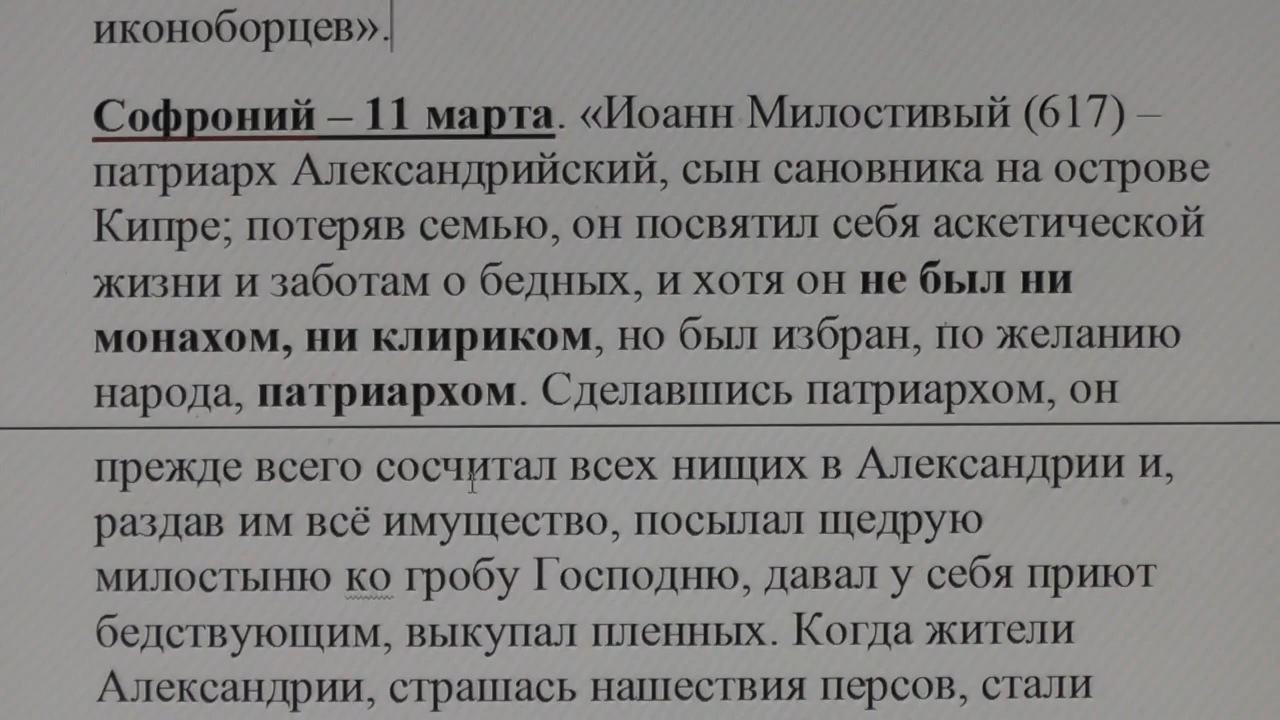 иконоборцев».
Софроний – 11 марта. «Иоанн Милостивый (617) –
патриарх Александрийский, сын сановника на острове
Кипре; потеряв семью, он посвятил себя аскетической
жизни и заботам о бедных, и хотя он не был ни
монахом, ни клириком, но был избран, по желанию
народа, патриархом. Сделавшись патриархом, он
прежде всего сосчитал всех нищих в Александрии и,
раздав им всё имущество, посылал щедрую
милостыню ко гробу Господню, давал у себя приют
бедствующим, выкупал пленных. Когда жители
Александрии, страшась нашествия персов, стали